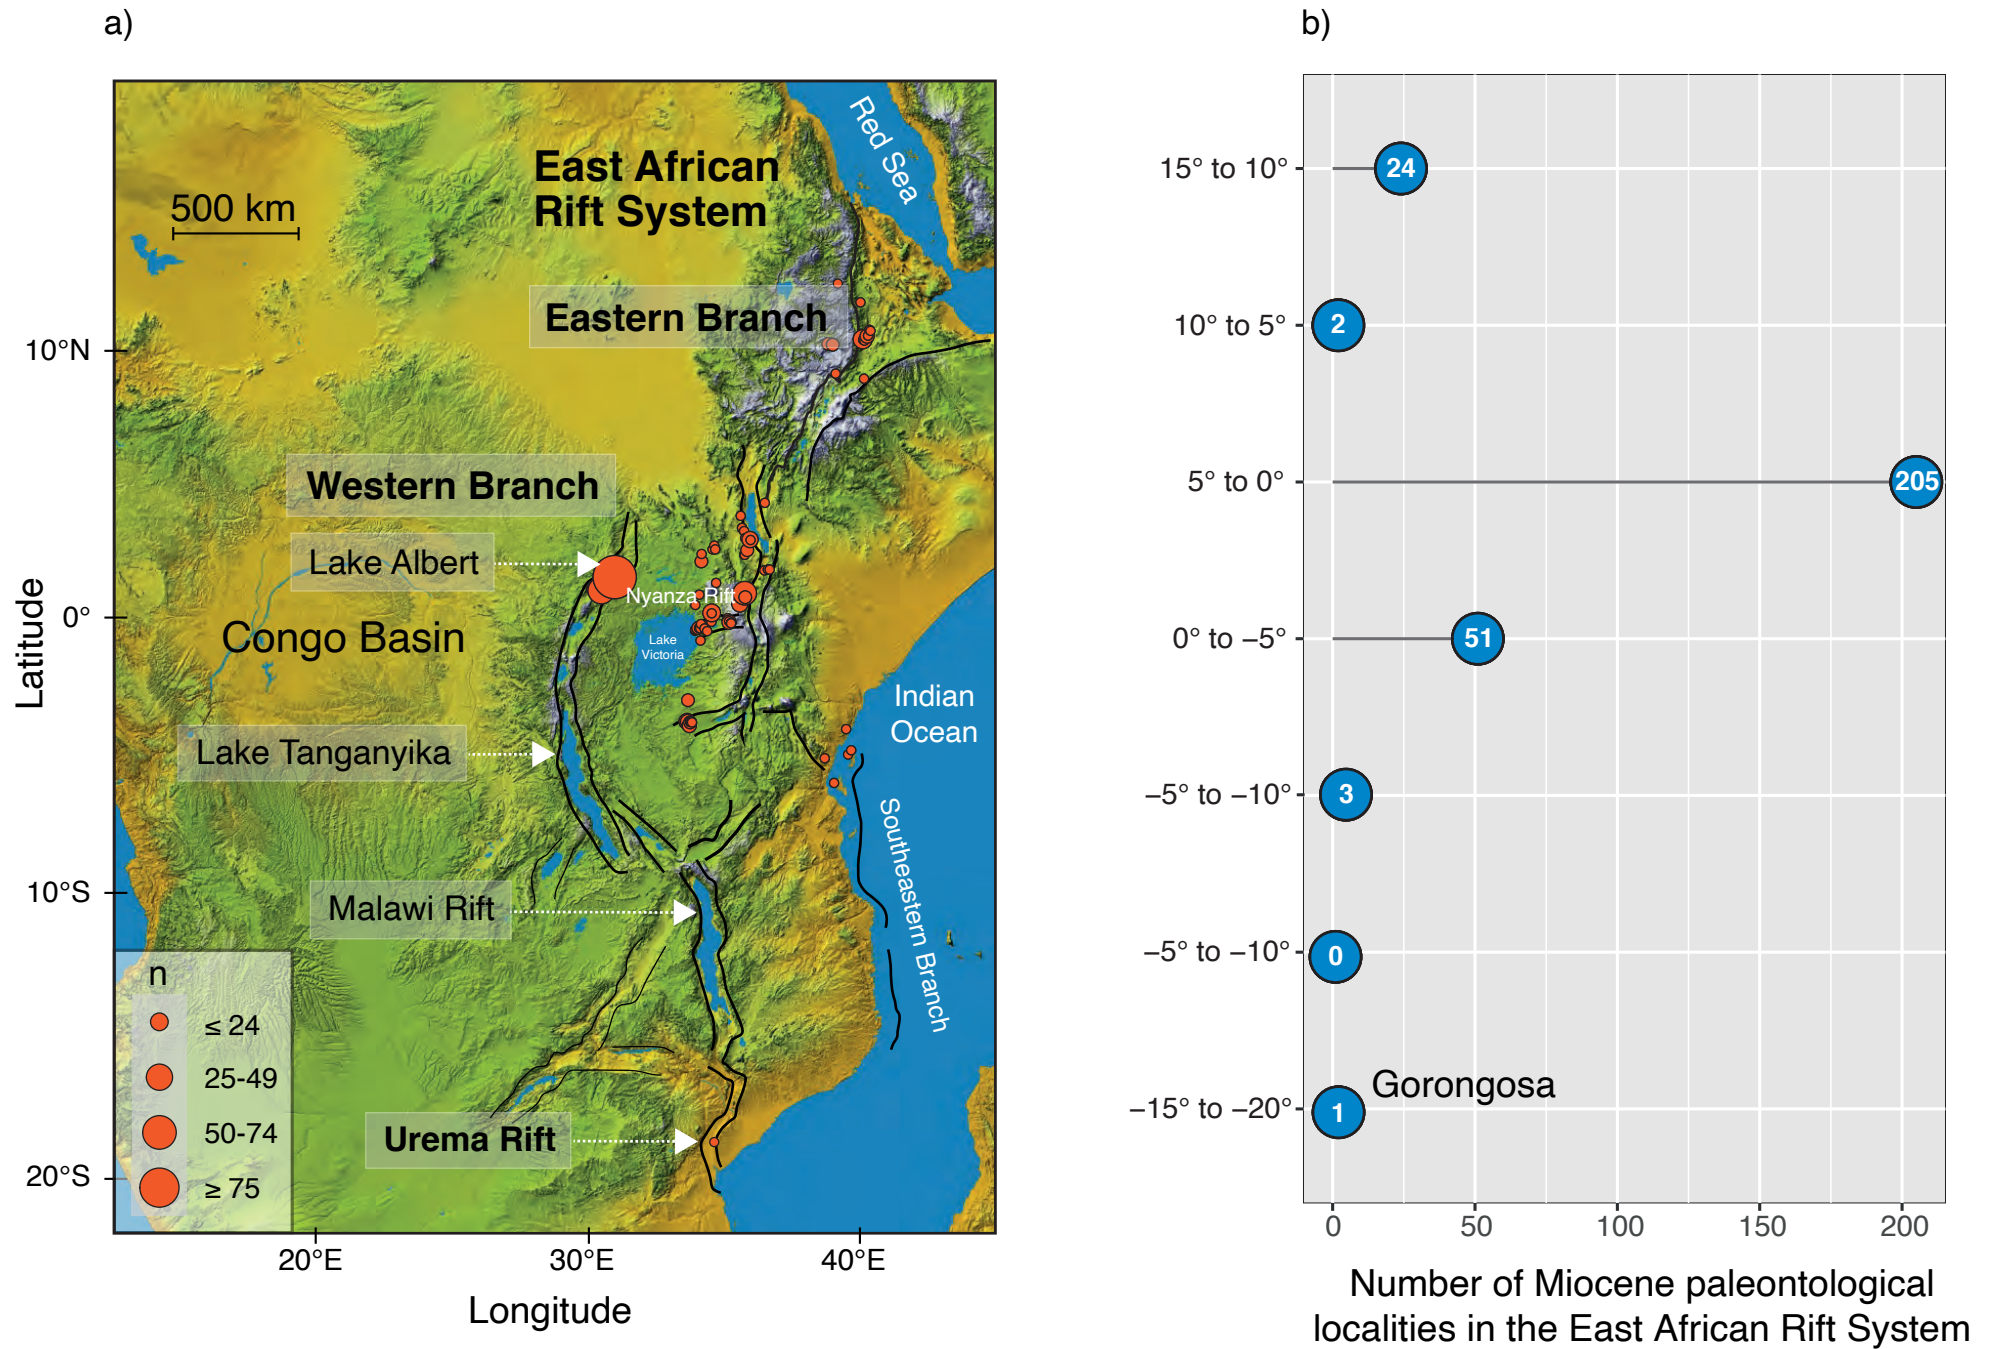 a)
East African
Rift System
500 km
Red Sea
Eastern Branch
Western Branch
Lake Albert
Nyanza Rift
Congo Basin
Lake
Victoria
Indian
Ocean
Lake Tanganyika
Southeastern Branch
Malawi Rift
Urema Rift
n
≤ 24
25-49
50-74
≥ 75
Latitude
10°N
0°
10°S
20°S
20°E
30°E
40°E
Longitude
b)
15° to 10°
24
10° to 5°
2
5° to 0°
205
0° to −5°
51
−5° to −10°
3
−5° to −10°
0
Gorongosa
−15° to −20°
1
0
50
100
150
200
Number of Miocene paleontological
localities in the East African Rift System